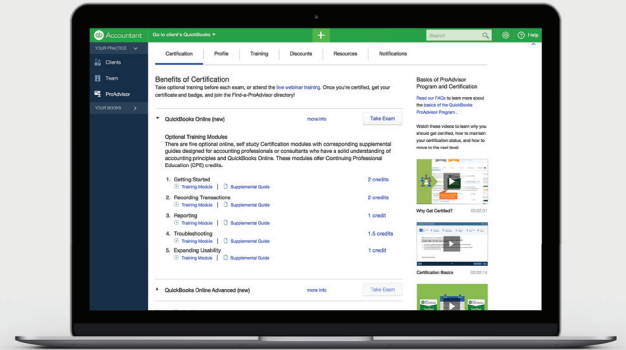 qb Accountant
Go to client's QuickBooks
+
Search
Help
YOUR PRACTICE
Clients
Team
ProAdvisor
YOUR BOOKS
Certification
Profile
Training
Discounts
Resources
Notifications
Benefits of Certification
Take optional training before each exam, or attend the live webinar training. Once you're certified, get your
certificate and badge, and join the Find-a-ProAdvisor directory!
QuickBooks Online (new)
more info
Take Exam
Optional Training Modules
There are five optional online, self study Certification modules with corresponding supplemental
guides designed for accounting professionals or consultants who have a solid understanding of
accounting principles and QuickBooks Online. These modules offer Continuing Professional
Education (CPE) credits.
1. Getting Started 2 credits
Training Module | Supplemental Guide
2. Recording Transactions 2 credits
Training Module | Supplemental Guide
3. Reporting 1 credit
Training Module | Supplemental Guide
4. Troubleshooting 1.5 credits
Training Module | Supplemental Guide
5. Expanding Usability 1 credit
Training Module | Supplemental Guide
QuickBooks Online Advanced (new)
more info
Take Exam
Basics of ProAdvisor
Program and Certification
Read our FAQs to learn more about
the basics of the QuickBooks
ProAdvisor Program.
Watch these videos to learn why you
should get certified, how to maintain
your certification status, and how to
move to the next level.
Why Get Certified? 00:02:51
Certification Basics 00:02:14